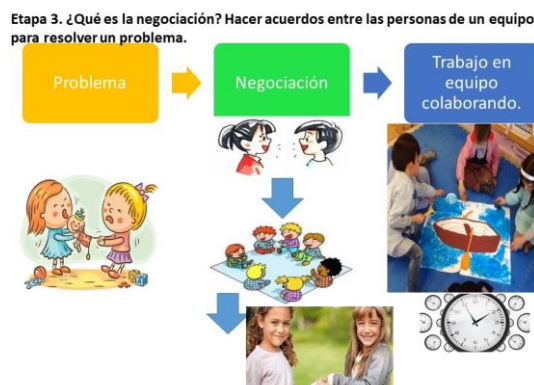 Etapa 3. ¿Qué es la negociación? Hacer acuerdos entre las personas de un equipo
para resolver un problema.
Problema
Negociación
Trabajo en
equipo
colaborando.